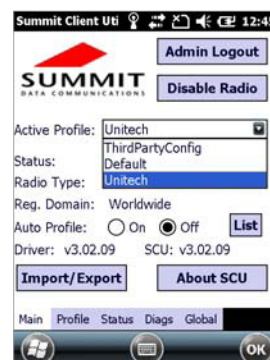 Summit Client Uti 12:4
Admin Logout
SUMMIT
DATA COMMUNICATIONS
Disable Radio
Active Profile: Unitech
ThirdPartyConfig
Default
Unitech
Status:
Radio Type:
Reg. Domain: Worldwide
Auto Profile: On Off List
Driver: v3.02.09 SCU: v3.02.09
Import/Export About SCU
Main Profile Status Diags Global
OK